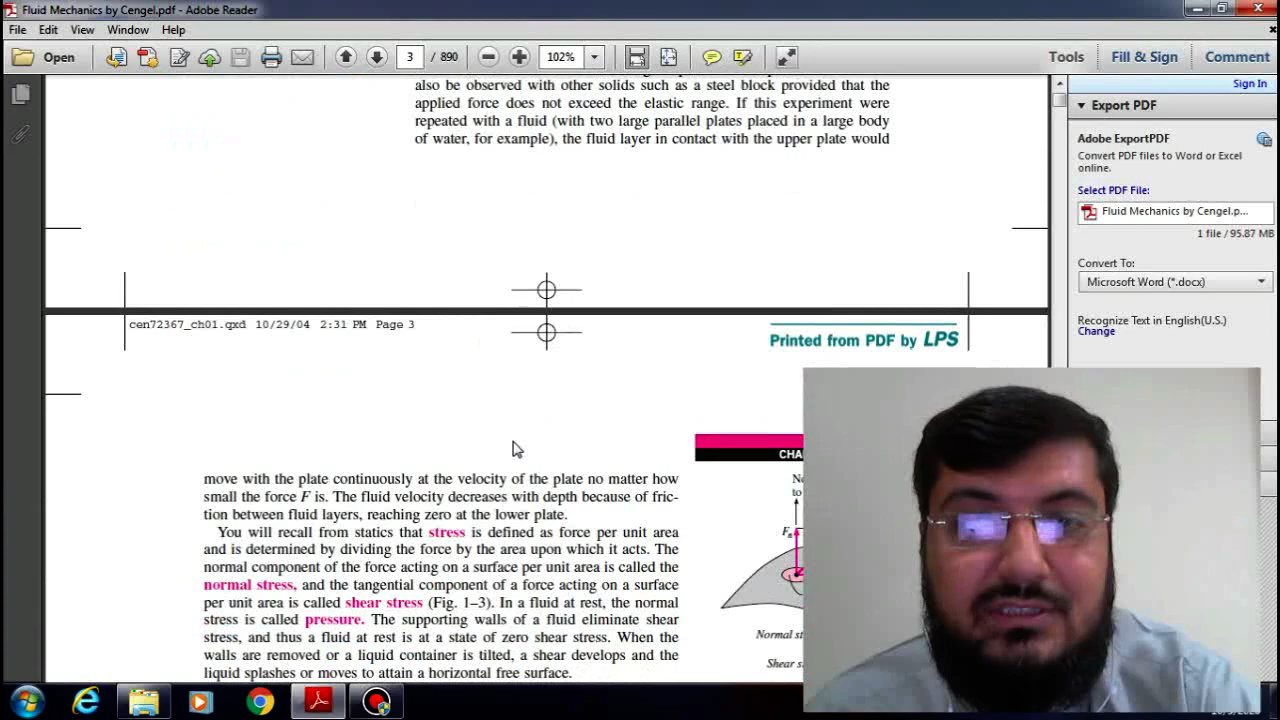 Fluid Mechanics by Cengel.pdf - Adobe Reader
File Edit View Window Help
Open 3 / 890 102% Tools Fill & Sign Comment
Sign In
Export PDF
Adobe ExportPDF
Convert PDF files to Word or Excel
online.
Select PDF File:
Fluid Mechanics by Cengel.p...
1 file / 95.87 MB
Convert To:
Microsoft Word (*.docx)
Recognize Text in English(U.S.)
Change
also be observed with other solids such as a steel block provided that the
applied force does not exceed the elastic range. If this experiment were
repeated with a fluid (with two large parallel plates placed in a large body
of water, for example), the fluid layer in contact with the upper plate would
cen72367_ch01.qxd 10/29/04 2:31 PM Page 3
Printed from PDF by LPS
CHA
move with the plate continuously at the velocity of the plate no matter how
small the force F is. The fluid velocity decreases with depth because of fric-
tion between fluid layers, reaching zero at the lower plate.
You will recall from statics that stress is defined as force per unit area
and is determined by dividing the force by the area upon which it acts. The
normal component of the force acting on a surface per unit area is called the
normal stress, and the tangential component of a force acting on a surface
per unit area is called shear stress (Fig. 1–3). In a fluid at rest, the normal
stress is called pressure. The supporting walls of a fluid eliminate shear
stress, and thus a fluid at rest is at a state of zero shear stress. When the
walls are removed or a liquid container is tilted, a shear develops and the
liquid splashes or moves to attain a horizontal free surface.
No
to
Fn
Normal st
Shear s